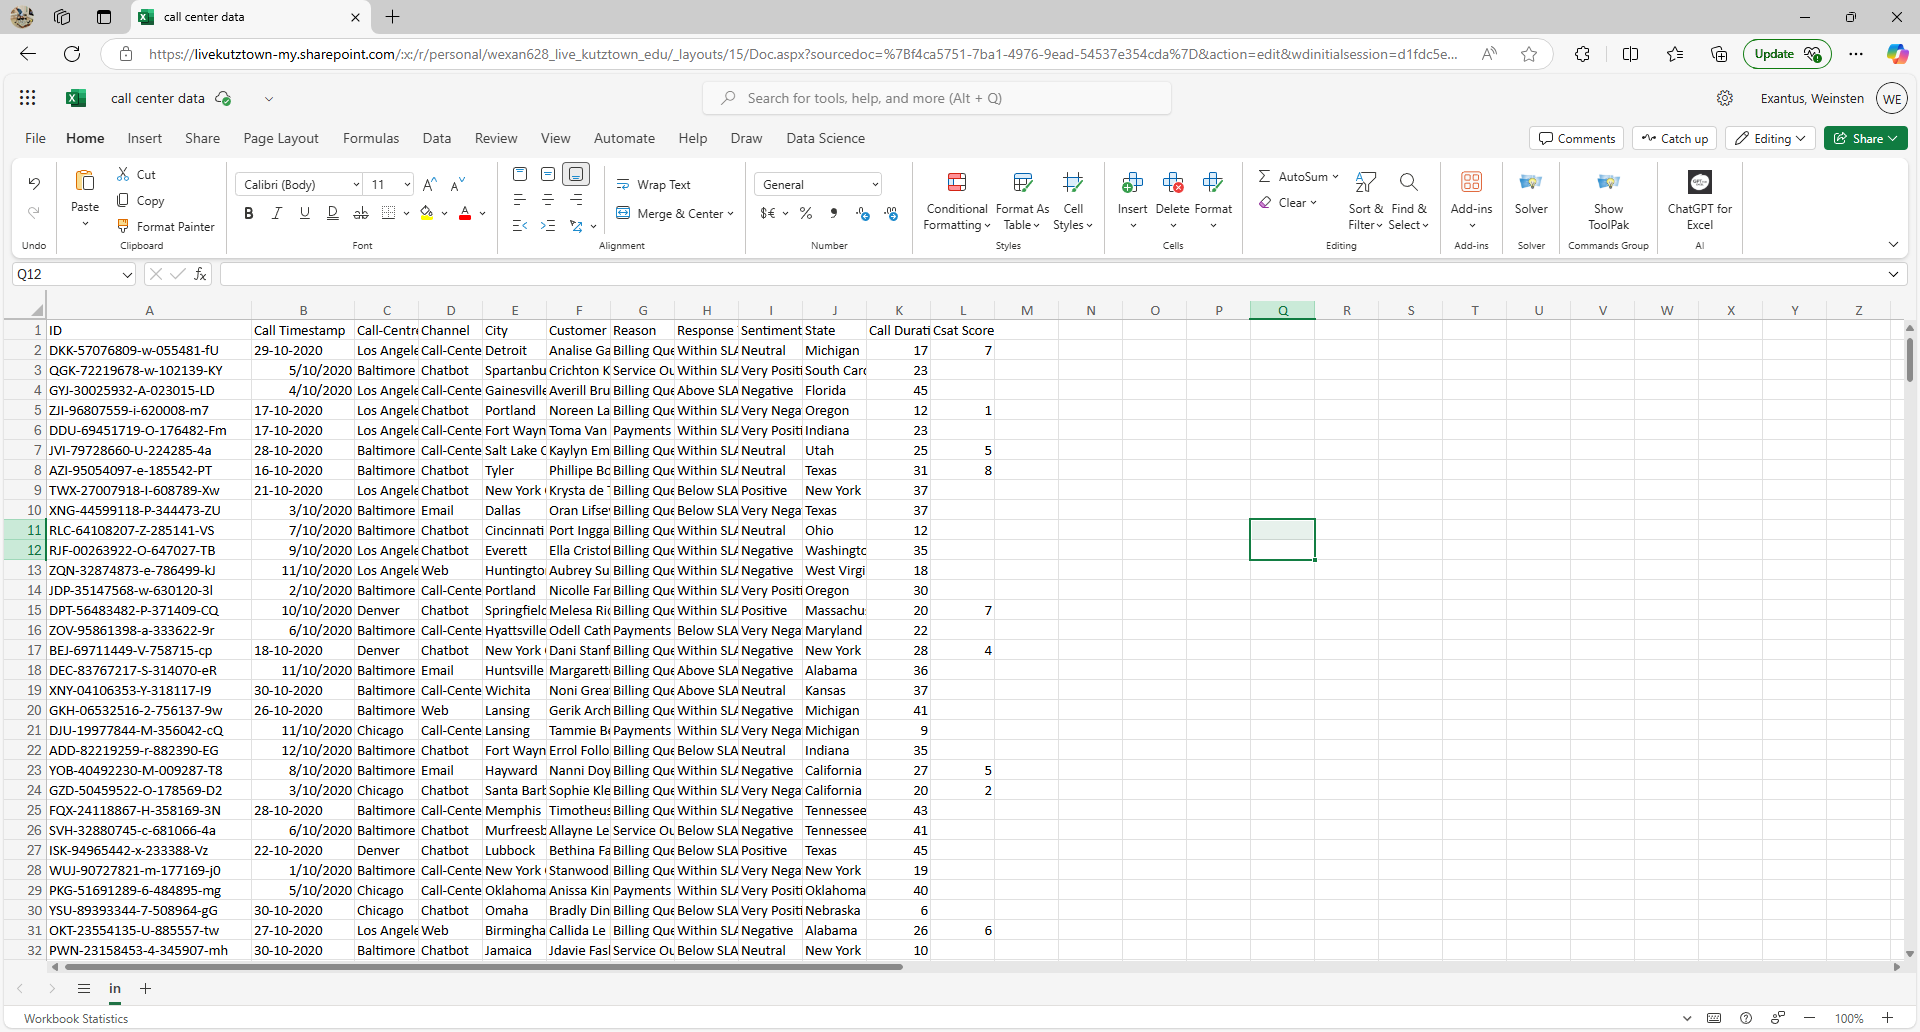 call center data
https://livekutztown-my.sharepoint.com/:x:/r/personal/wexan628_live_kutztown_edu/_layouts/15/Doc.aspx?sourcedoc=%7Bf4ca5751-7ba1-4976-9ead-54537e354cda%7D&action=edit&wdinitialsession=d1fdc5e...
Update
call center data
Search for tools, help, and more (Alt + Q)
Exantus, Weinsten WE
File Home Insert Share Page Layout Formulas Data Review View Automate Help Draw Data Science
Comments Catch up Editing Share
Undo
Paste Cut Copy Format Painter Clipboard
Calibri (Body) 11 A A B I U D ab A Font
Wrap Text Merge & Center Alignment
General $€ % 9 Number
Conditional Formatting Format As Table Cell Styles Styles
Insert Delete Format Cells
AutoSum Clear Sort & Filter Find & Select Editing
Add-ins Add-ins
Solver Solver
Show ToolPak Commands Group
ChatGPT for Excel AI
Q12 fx
A B C D E F G H I J K L M N O P Q R S T U V W X Y Z
1 ID Call Timestamp Call-Centre Channel City Customer Reason Response Sentiment State Call Durati Csat Score
2 DKK-57076809-w-055481-fU 29-10-2020 Los Angele Call-Cente Detroit Analise Ga Billing Que Within SLA Neutral Michigan 17 7
3 QGK-72219678-w-102139-KY 5/10/2020 Baltimore Chatbot Spartanbu Crichton K Service Ou Within SLA Very Positi South Carc 23
4 GYJ-30025932-A-023015-LD 4/10/2020 Los Angele Call-Cente Gainesville Averill Bru Billing Que Above SLA Negative Florida 45
5 ZJI-96807559-i-620008-m7 17-10-2020 Los Angele Chatbot Portland Noreen La Billing Que Within SLA Very Nega Oregon 12 1
6 DDU-69451719-O-176482-Fm 17-10-2020 Los Angele Call-Cente Fort Wayn Toma Van Payments Within SLA Very Positi Indiana 23
7 JVI-79728660-U-224285-4a 28-10-2020 Baltimore Call-Cente Salt Lake C Kaylyn Em Billing Que Within SLA Neutral Utah 25 5
8 AZI-95054097-e-185542-PT 16-10-2020 Baltimore Chatbot Tyler Phillipe Bo Billing Que Within SLA Neutral Texas 31 8
9 TWX-27007918-I-608789-Xw 21-10-2020 Los Angele Chatbot New York Krysta de Billing Que Below SLA Positive New York 37
10 XNG-44599118-P-344473-ZU 3/10/2020 Baltimore Email Dallas Oran Lifse Billing Que Below SLA Very Nega Texas 37
11 RLC-64108207-Z-285141-VS 7/10/2020 Baltimore Chatbot Cincinnati Port Ingga Billing Que Within SLA Neutral Ohio 12
12 RJF-00263922-O-647027-TB 9/10/2020 Los Angele Chatbot Everett Ella Cristof Billing Que Within SLA Negative Washingto 35
13 ZQN-32874873-e-786499-kJ 11/10/2020 Los Angele Web Huntingto Aubrey Su Billing Que Within SLA Negative West Virgi 18
14 JDP-35147568-w-630120-3l 2/10/2020 Baltimore Call-Cente Portland Nicolle Far Billing Que Within SLA Very Positi Oregon 30
15 DPT-56483482-P-371409-CQ 10/10/2020 Denver Chatbot Springfield Melesa Ric Billing Que Within SLA Positive Massachu 20 7
16 ZOV-95861398-a-333622-9r 6/10/2020 Baltimore Call-Cente Hyattsville Odell Cath Payments Below SLA Very Nega Maryland 22
17 BEJ-69711449-V-758715-cp 18-10-2020 Denver Chatbot New York Dani Stanf Billing Que Within SLA Negative New York 28 4
18 DEC-83767217-S-314070-eR 11/10/2020 Baltimore Email Huntsville Margarett Billing Que Above SLA Negative Alabama 36
19 XNY-04106353-Y-318117-I9 30-10-2020 Baltimore Call-Cente Wichita Noni Grea Billing Que Above SLA Neutral Kansas 37
20 GKH-06532516-2-756137-9w 26-10-2020 Baltimore Web Lansing Gerik Arch Billing Que Within SLA Negative Michigan 41
21 DJU-19977844-M-356042-cQ 11/10/2020 Chicago Call-Cente Lansing Tammie Be Payments Within SLA Very Nega Michigan 9
22 ADD-82219259-r-882390-EG 12/10/2020 Baltimore Chatbot Fort Wayn Errol Follo Billing Que Below SLA Neutral Indiana 35
23 YOB-40492230-M-009287-T8 8/10/2020 Baltimore Email Hayward Nanni Doy Billing Que Within SLA Negative California 27 5
24 GZD-50459522-O-178569-D2 3/10/2020 Chicago Chatbot Santa Barb Sophie Kle Billing Que Within SLA Very Nega California 20 2
25 FQX-24118867-H-358169-3N 28-10-2020 Baltimore Call-Cente Memphis Timotheus Billing Que Within SLA Negative Tennessee 43
26 SVH-32880745-c-681066-4a 6/10/2020 Baltimore Chatbot Murfreesb Allayne Le Service Ou Below SLA Negative Tennessee 41
27 ISK-94965442-x-233388-Vz 22-10-2020 Denver Chatbot Lubbock Bethina Fa Billing Que Below SLA Positive Texas 45
28 WUJ-90727821-m-177169-j0 1/10/2020 Baltimore Call-Cente New York Stanwood Billing Que Within SLA Very Nega New York 19
29 PKG-51691289-6-484895-mg 5/10/2020 Chicago Call-Cente Oklahoma Anissa Kin Payments Within SLA Very Positi Oklahoma 40
30 YSU-89393344-7-508964-gG 30-10-2020 Chicago Chatbot Omaha Bradly Din Billing Que Below SLA Very Positi Nebraska 6
31 OKT-23554135-U-885557-tw 27-10-2020 Los Angele Web Birmingha Callida Le Billing Que Within SLA Negative Alabama 26 6
32 PWN-23158453-4-345907-mh 30-10-2020 Baltimore Chatbot Jamaica Jdavie Fasl Service Ou Below SLA Neutral New York 10
in
Workbook Statistics 100%